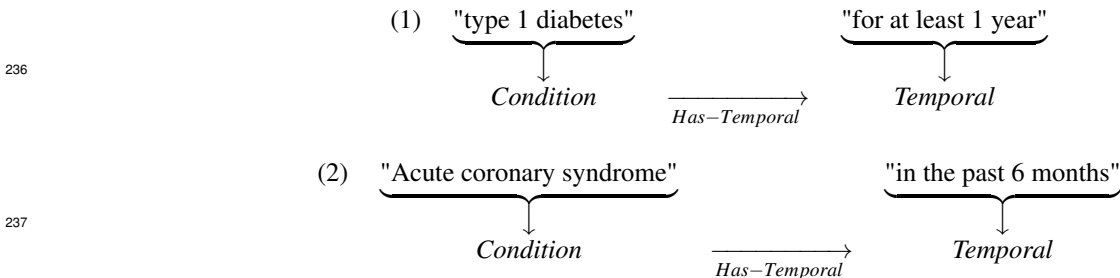 (1) "type 1 diabetes" "for at least 1 year"
236
Condition Has−Temporal Temporal
(2) "Acute coronary syndrome" "in the past 6 months"
237
Condition Has−Temporal Temporal